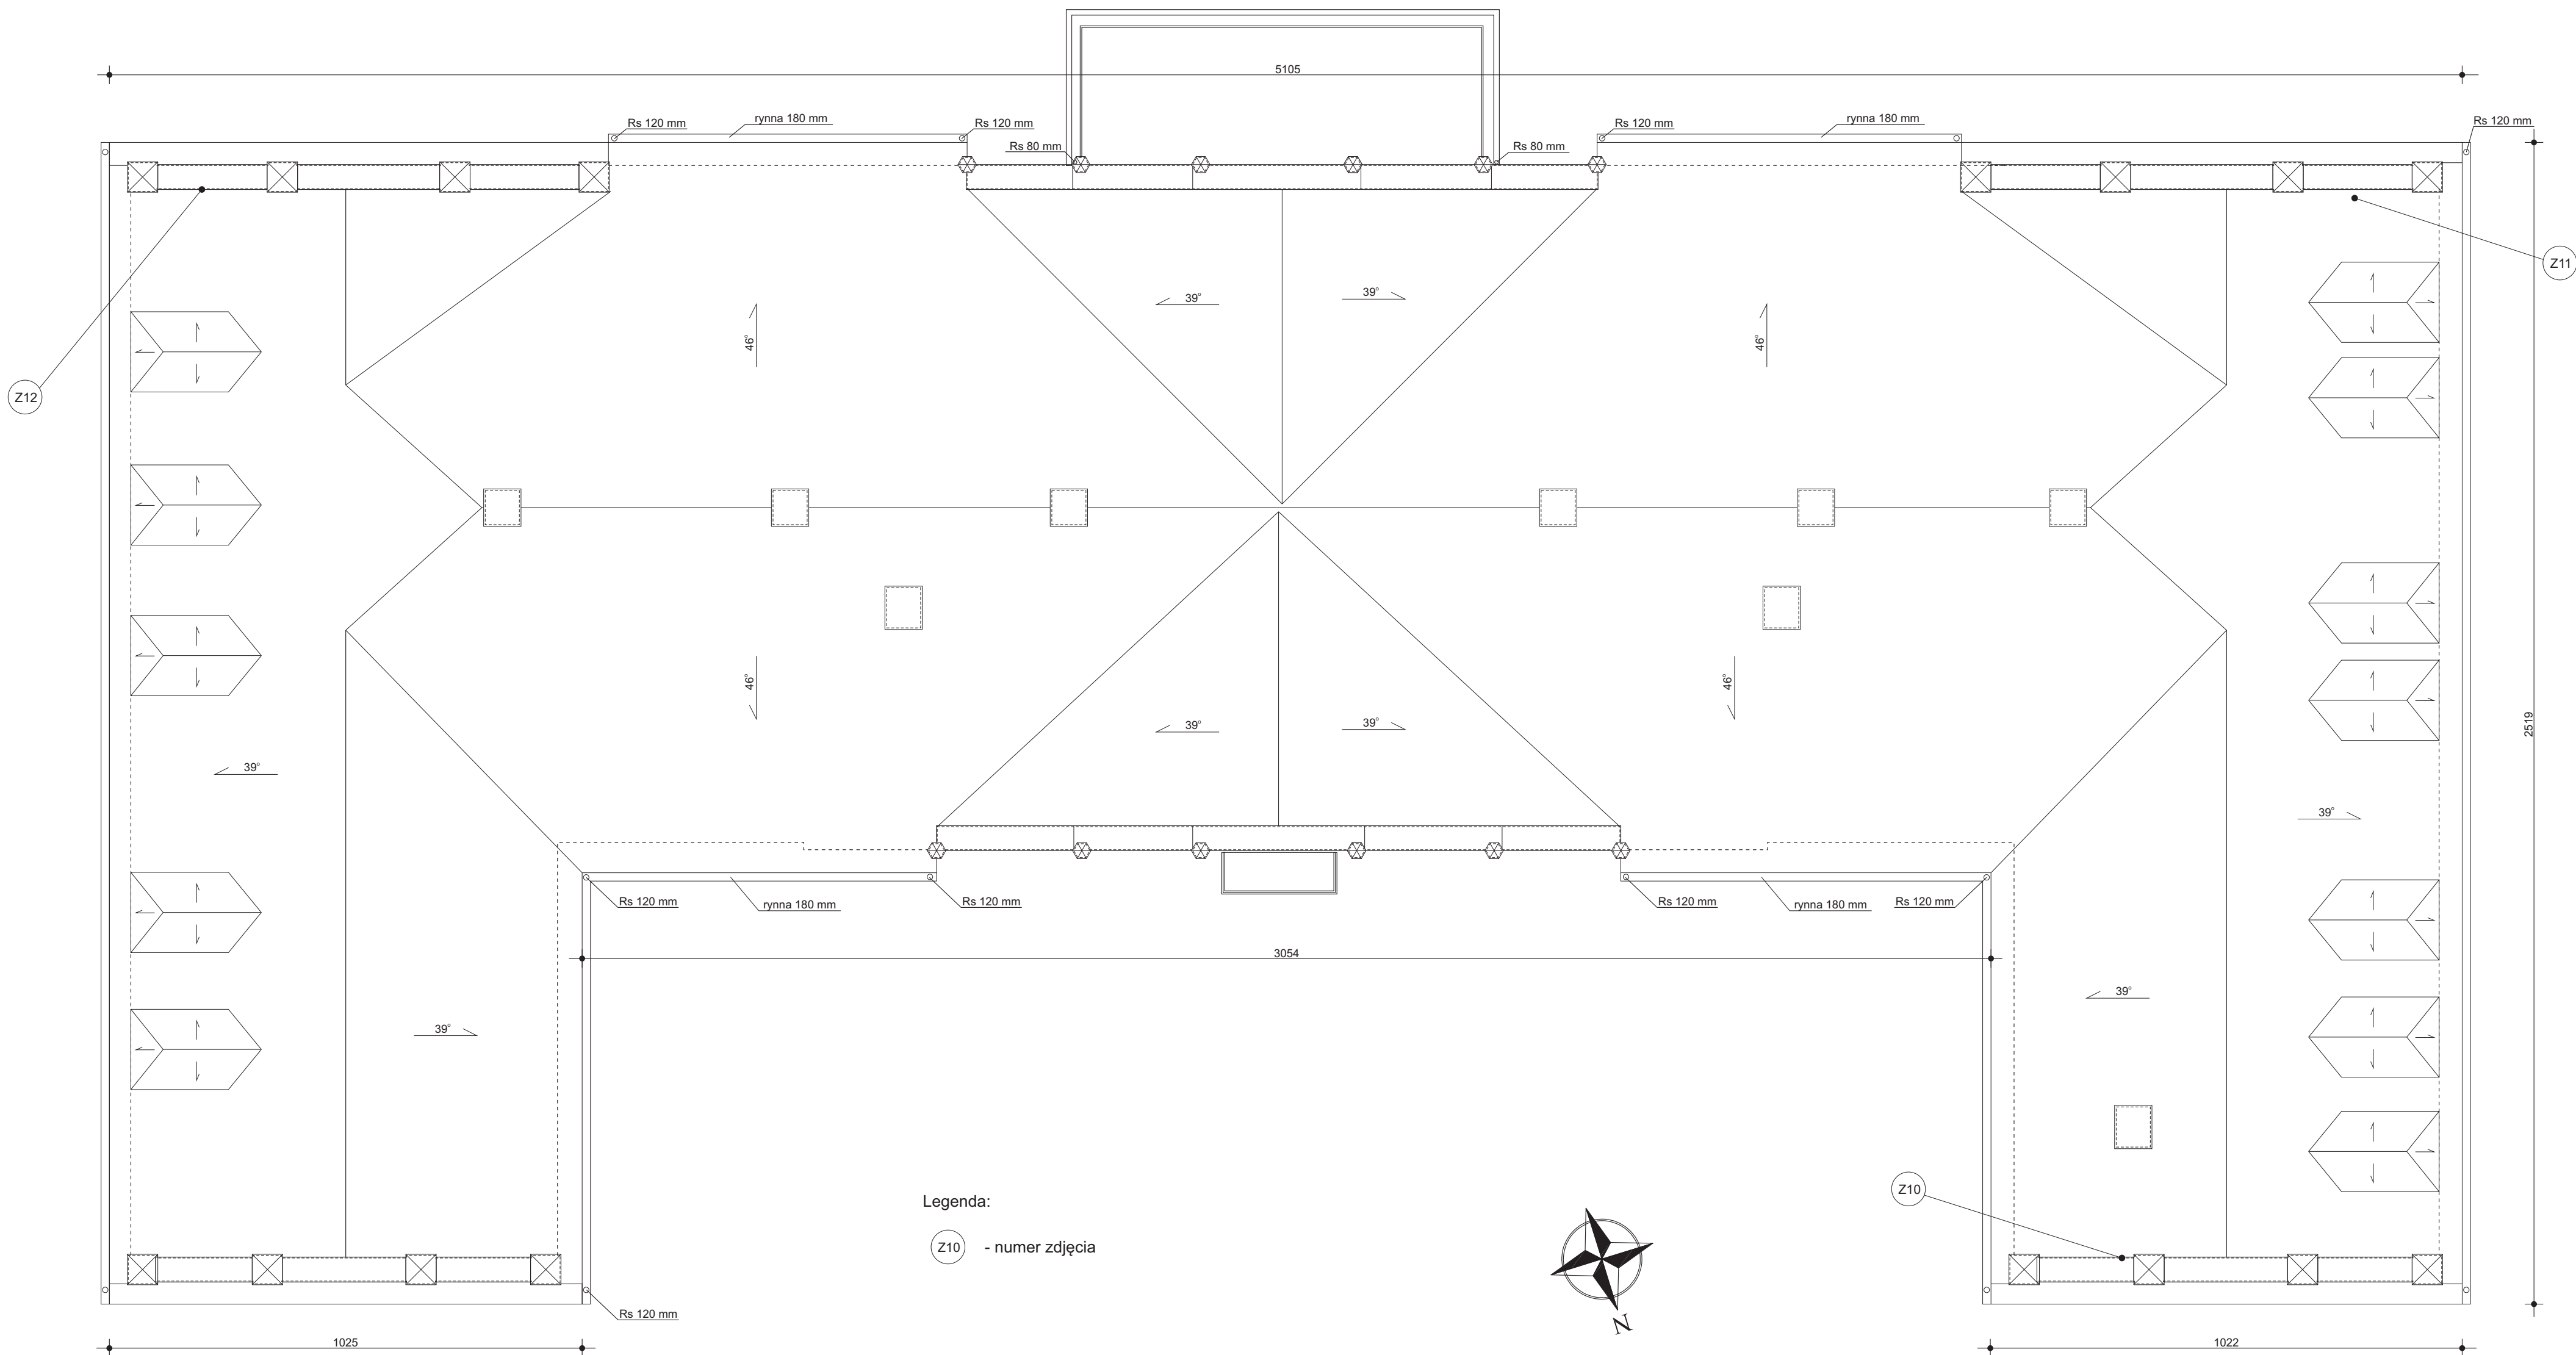 5105
Rs 120 mm
rynna 180 mm
Rs 120 mm
Rs 80 mm
Rs 80 mm
Rs 120 mm
rynna 180 mm
Rs 120 mm
Z11
39°
39°
46°
46°
Z12
46°
46°
39°
39°
2519
39°
39°
Rs 120 mm
rynna 180 mm
Rs 120 mm
Rs 120 mm
rynna 180 mm
Rs 120 mm
3054
39°
39°
Z10
Legenda:
Z10 - numer zdjęcia
N
Rs 120 mm
1025
1022